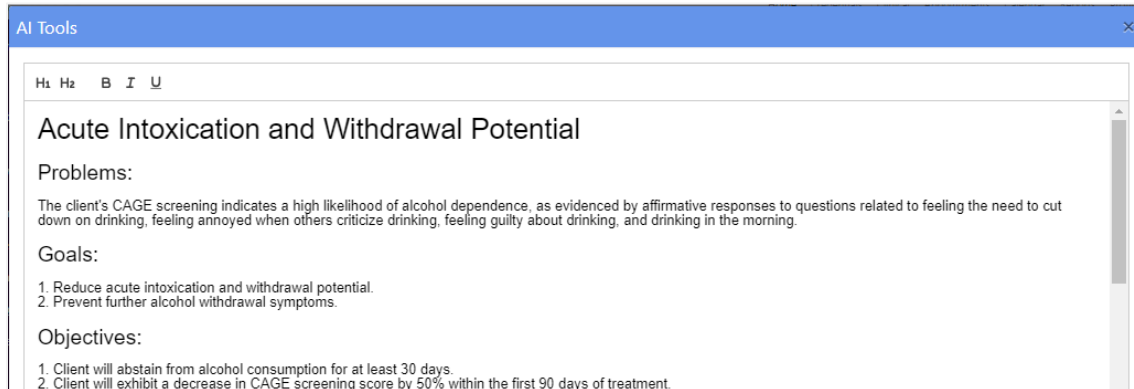 AI Tools
H1 H2 B I U
Acute Intoxication and Withdrawal Potential
Problems:
The client's CAGE screening indicates a high likelihood of alcohol dependence, as evidenced by affirmative responses to questions related to feeling the need to cut
down on drinking, feeling annoyed when others criticize drinking, feeling guilty about drinking, and drinking in the morning.
Goals:
1. Reduce acute intoxication and withdrawal potential.
2. Prevent further alcohol withdrawal symptoms.
Objectives:
1. Client will abstain from alcohol consumption for at least 30 days.
2. Client will exhibit a decrease in CAGE screening score by 50% within the first 90 days of treatment.